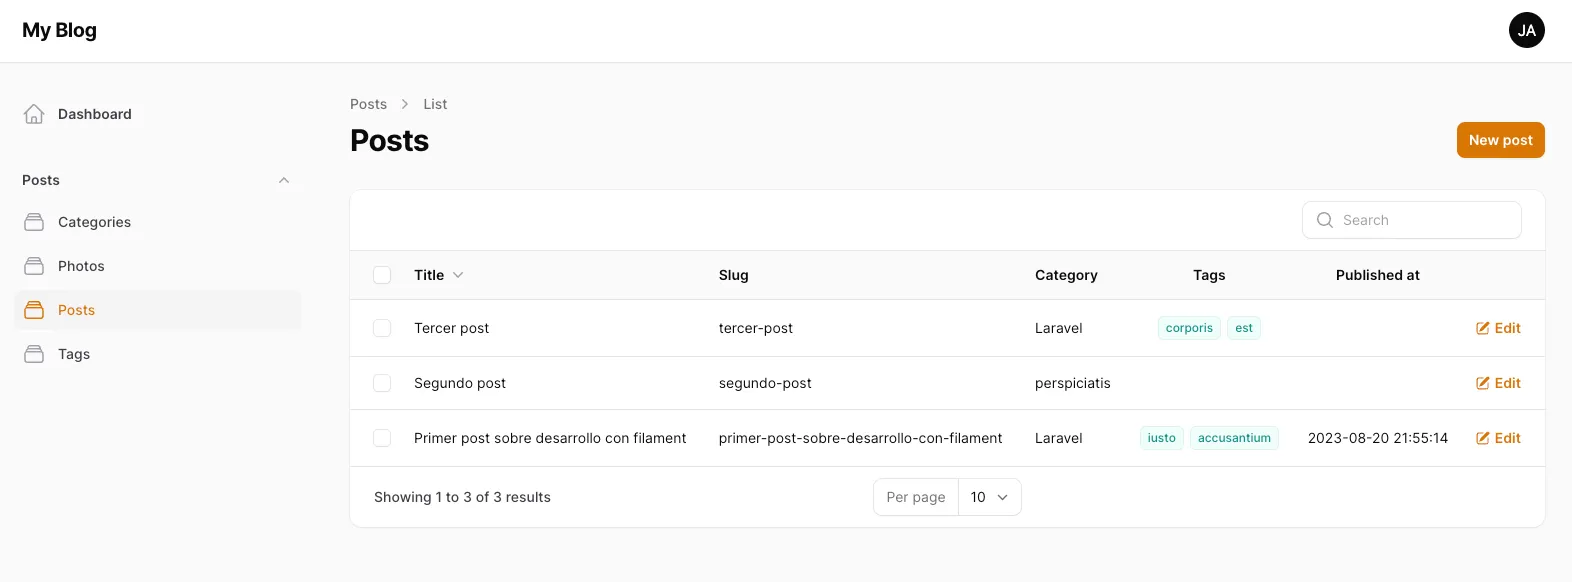 My Blog
JA
Dashboard
Posts
Categories
Photos
Posts
Tags
Posts > List
Posts
New post
Search
Title Slug Category Tags Published at
Tercer post tercer-post Laravel corporis est Edit
Segundo post segundo-post perspiciatis Edit
Primer post sobre desarrollo con filament primer-post-sobre-desarrollo-con-filament Laravel iusto accusantium 2023-08-20 21:55:14 Edit
Showing 1 to 3 of 3 results Per page 10